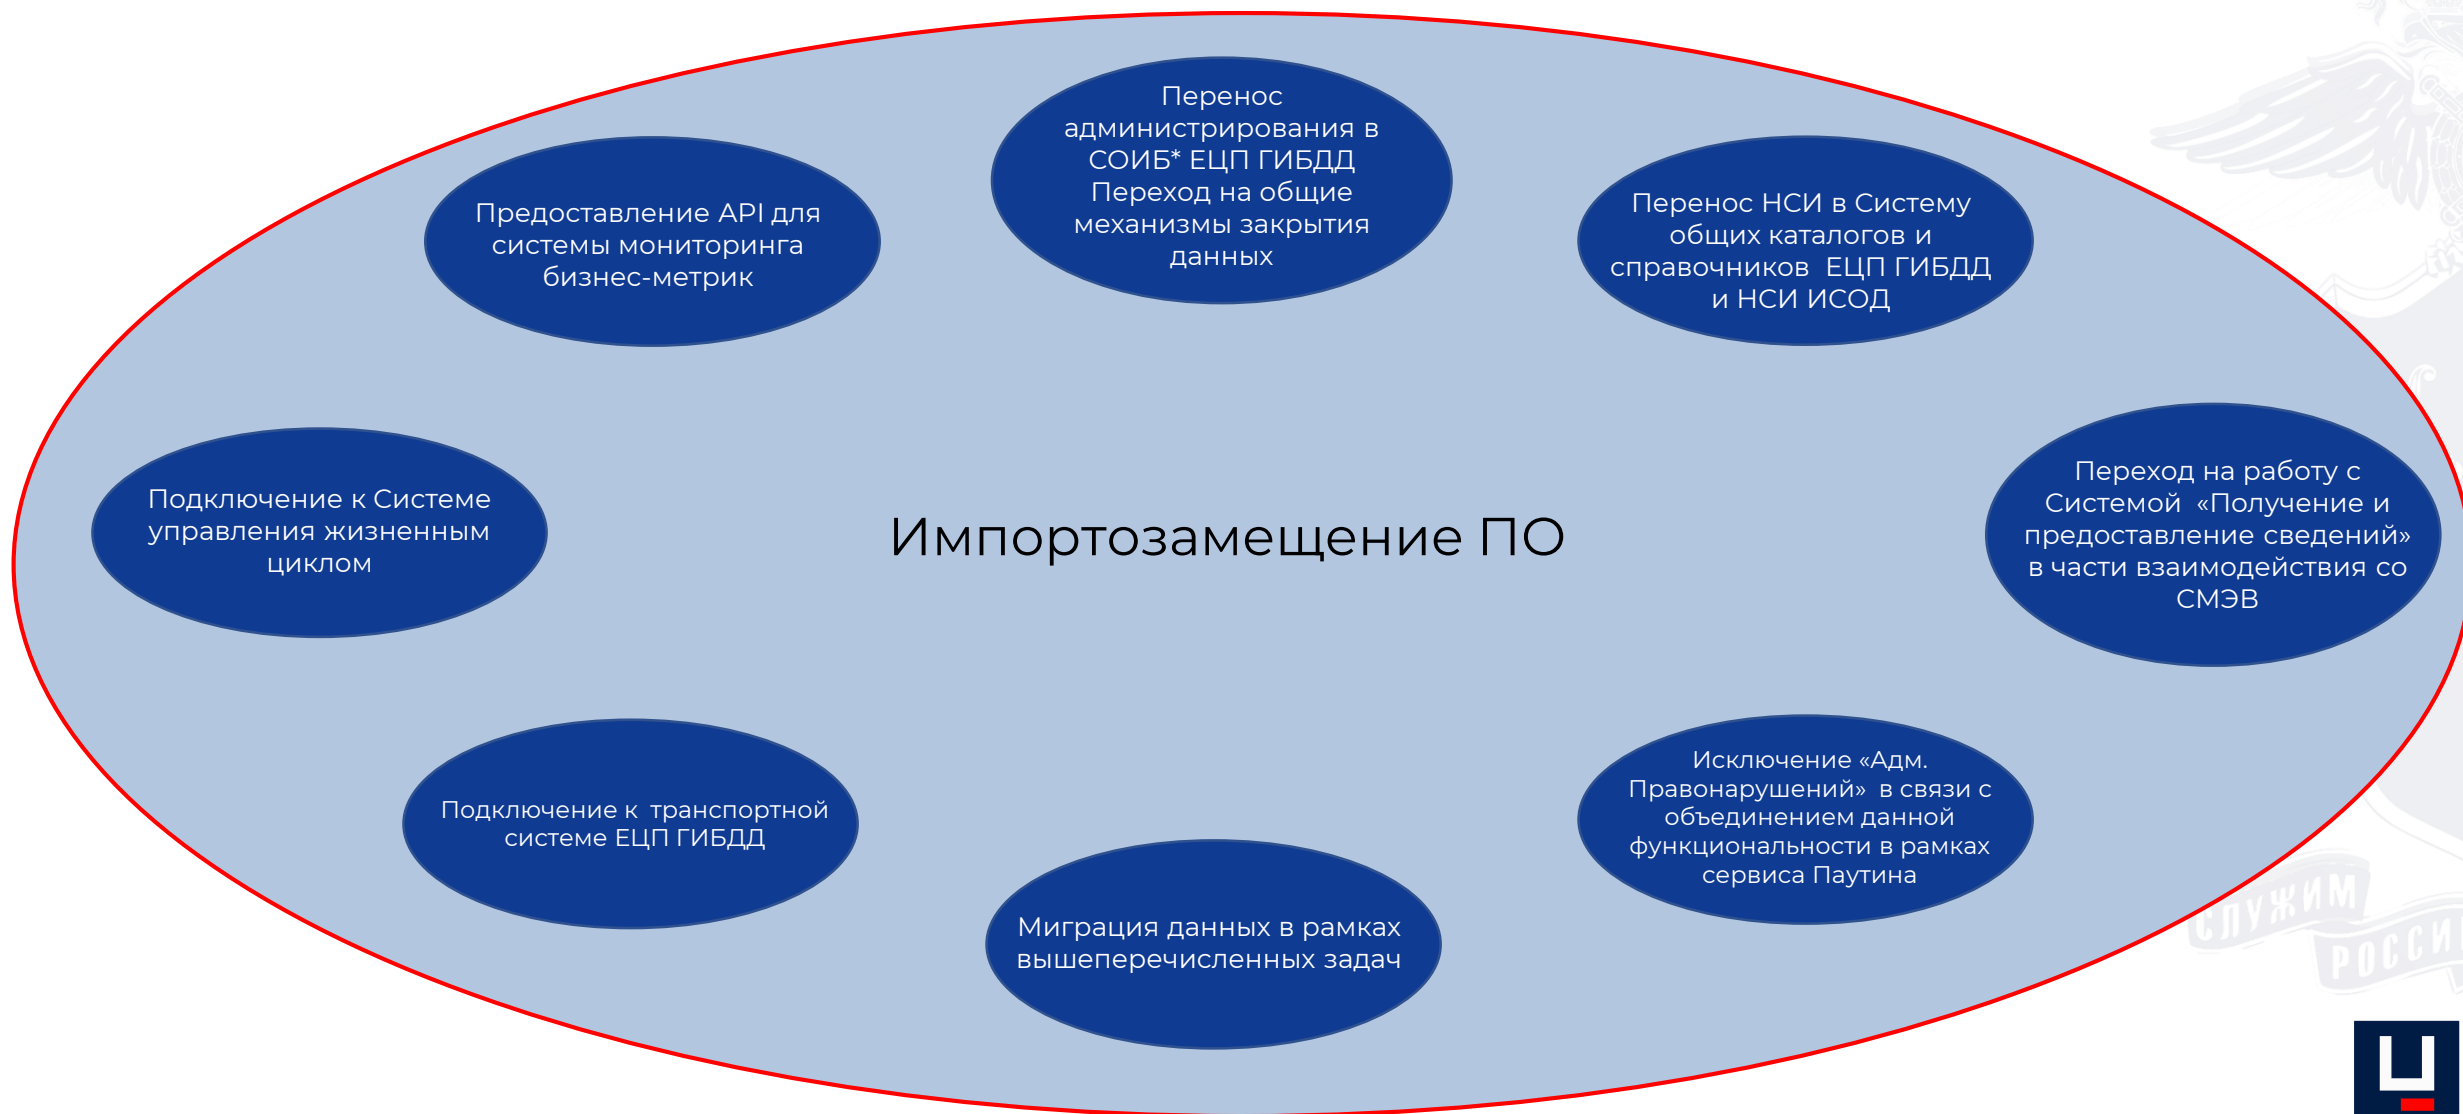 Перенос
администрирования в
СОИБ* ЕЦП ГИБДД
Переход на общие
механизмы закрытия
данных
Предоставление API для
системы мониторинга
бизнес-метрик
Перенос НСИ в Систему
общих каталогов и
справочников ЕЦП ГИБДД
и НСИ ИСОД
Подключение к Системе
управления жизненным
циклом
Импортозамещение ПО
Переход на работу с
Системой «Получение и
предоставление сведений»
в части взаимодействия со
СМЭВ
Подключение к транспортной
системе ЕЦП ГИБДД
Исключение «Адм.
Правонарушений» в связи с
объединением данной
функциональности в рамках
сервиса Паутина
Миграция данных в рамках
вышеперечисленных задач
СЛУЖИМ
РОССИ
Ц